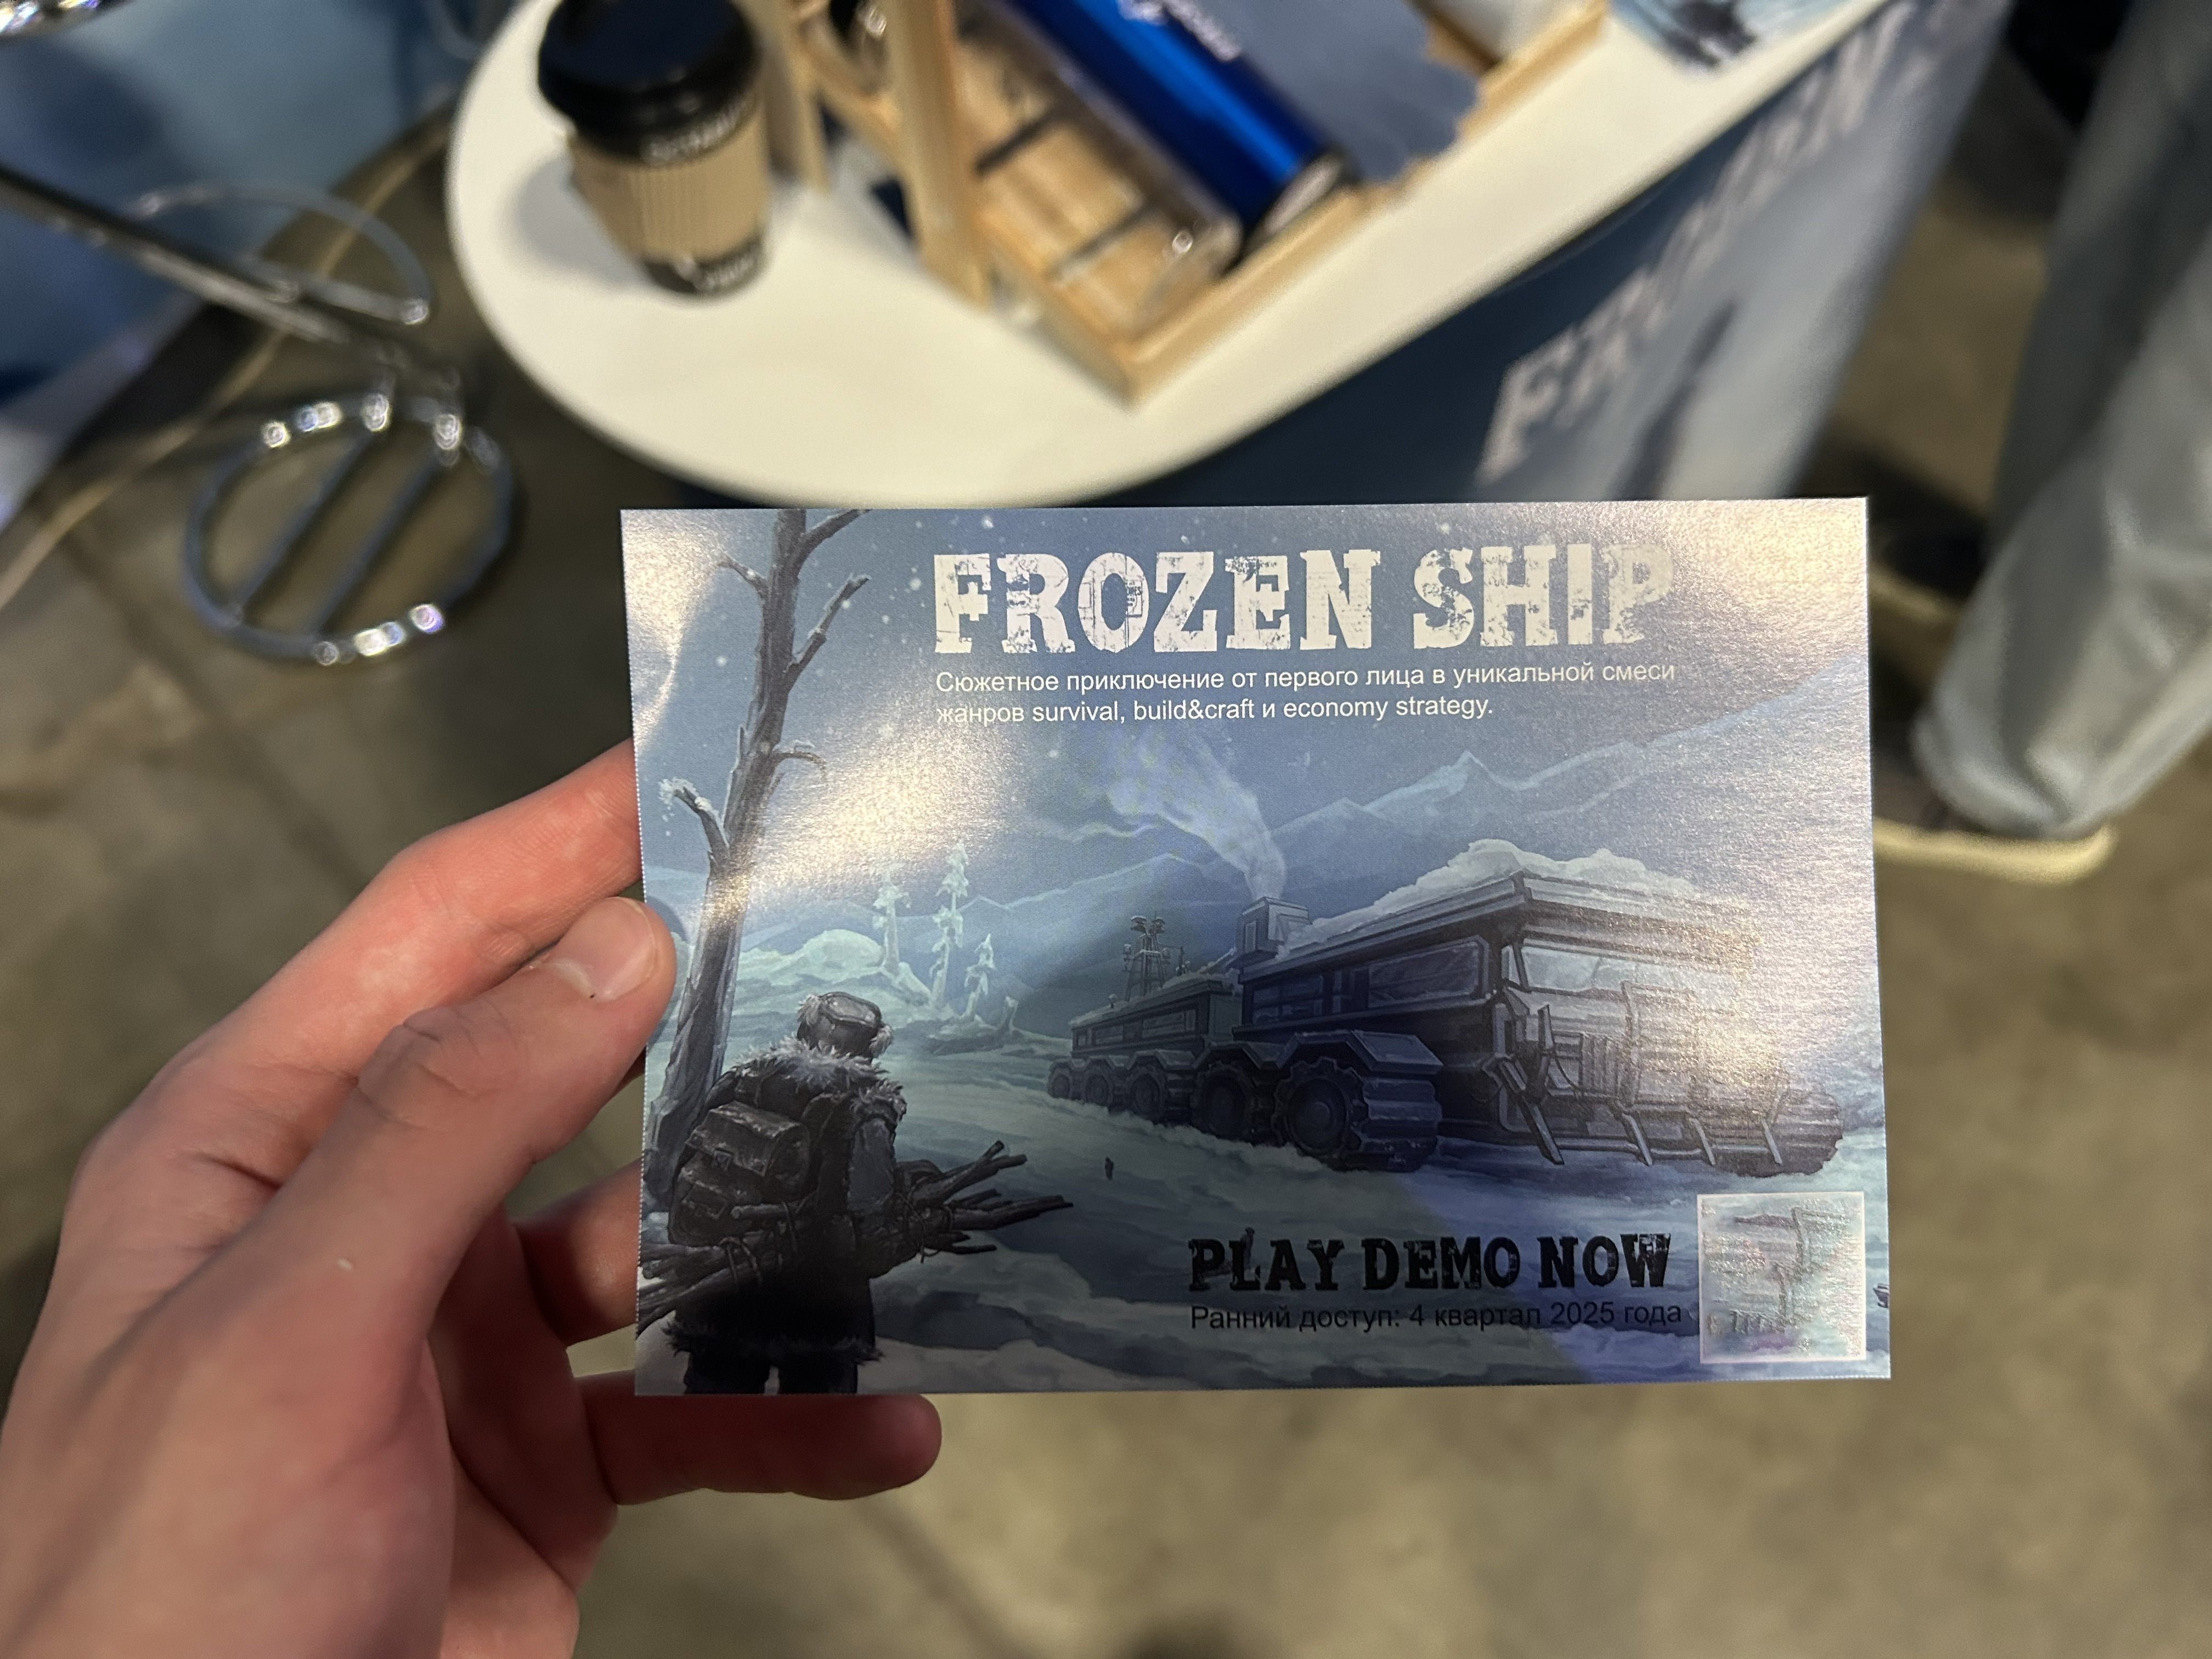 FROZEN SHIP
Сюжетное приключение от первого лица в уникальной смеси
жанров survival, build&craft и economy strategy.
PLAY DEMO NOW
Ранний доступ: 4 квартал 2025 года